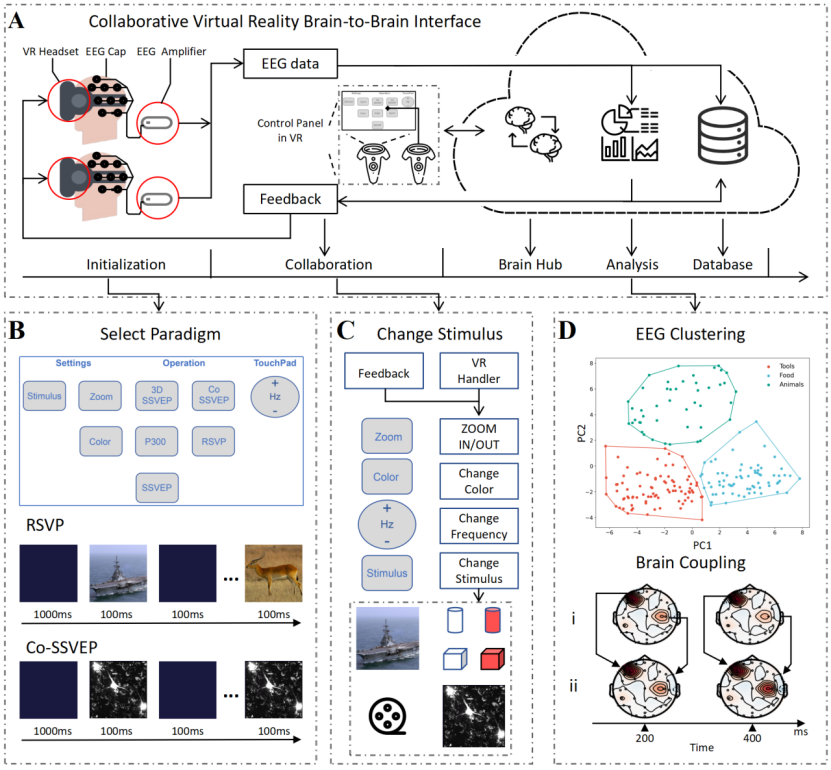 A
Collaborative Virtual Reality Brain-to-Brain Interface
VR Headset
EEG Cap
EEG Amplifier
EEG data
Control Panel
in VR
Feedback
Initialization
Collaboration
Brain Hub
Analysis
Database
B
Select Paradigm
Settings
Operation
TouchPad
Stimulus
Zoom
3D
SSVEP
Co
SSVEP
+
Hz
-
Color
P300
RSVP
SSVEP
RSVP
...
1000ms
100ms
100ms
100ms
Co-SSVEP
...
1000ms
100ms
100ms
100ms
C
Change Stimulus
Feedback
VR
Handler
Zoom
ZOOM
IN/OUT
Color
Change
Color
+
Hz
-
Change
Frequency
Stimulus
Change
Stimulus
D
EEG Clustering
Tools
Food
Animals
PC2
8
6
4
2
0
−2
−4
−6
−4
−2
0
2
4
6
8
PC1
Brain Coupling
i
ii
ms
200
Time
400